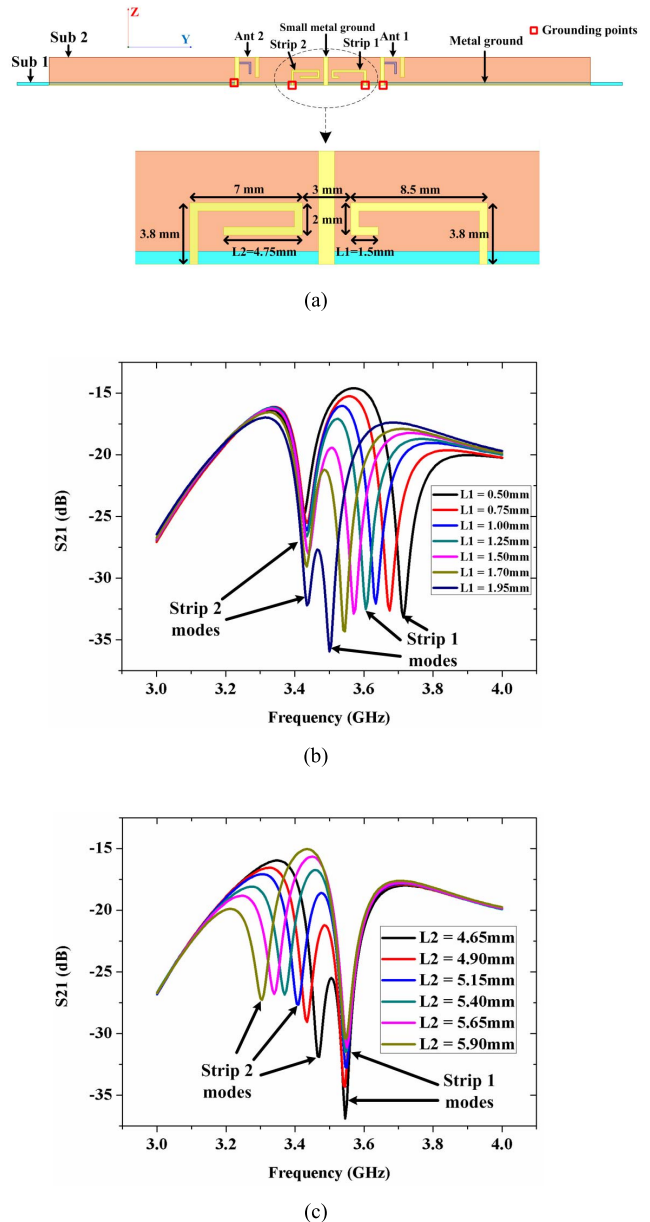 Z
Sub 2
Small metal ground
Ant 2
Strip 2
Strip 1
Ant 1
Grounding points
Metal ground
Sub 1
Y
7 mm
3 mm
8.5 mm
2 mm
3.8 mm
3.8 mm
L2=4.75mm
L1=1.5mm
(a)
-15
-20
-25
-30
-35
S21 (dB)
L1 = 0.50mm
L1 = 0.75mm
L1 = 1.00mm
L1 = 1.25mm
L1 = 1.50mm
L1 = 1.70mm
L1 = 1.95mm
Strip 2
modes
Strip 1
modes
3.0 3.2 3.4 3.6 3.8 4.0
Frequency (GHz)
(b)
-15
-20
-25
-30
-35
S21 (dB)
L2 = 4.65mm
L2 = 4.90mm
L2 = 5.15mm
L2 = 5.40mm
L2 = 5.65mm
L2 = 5.90mm
Strip 2
modes
Strip 1
modes
3.0 3.2 3.4 3.6 3.8 4.0
Frequency (GHz)
(c)